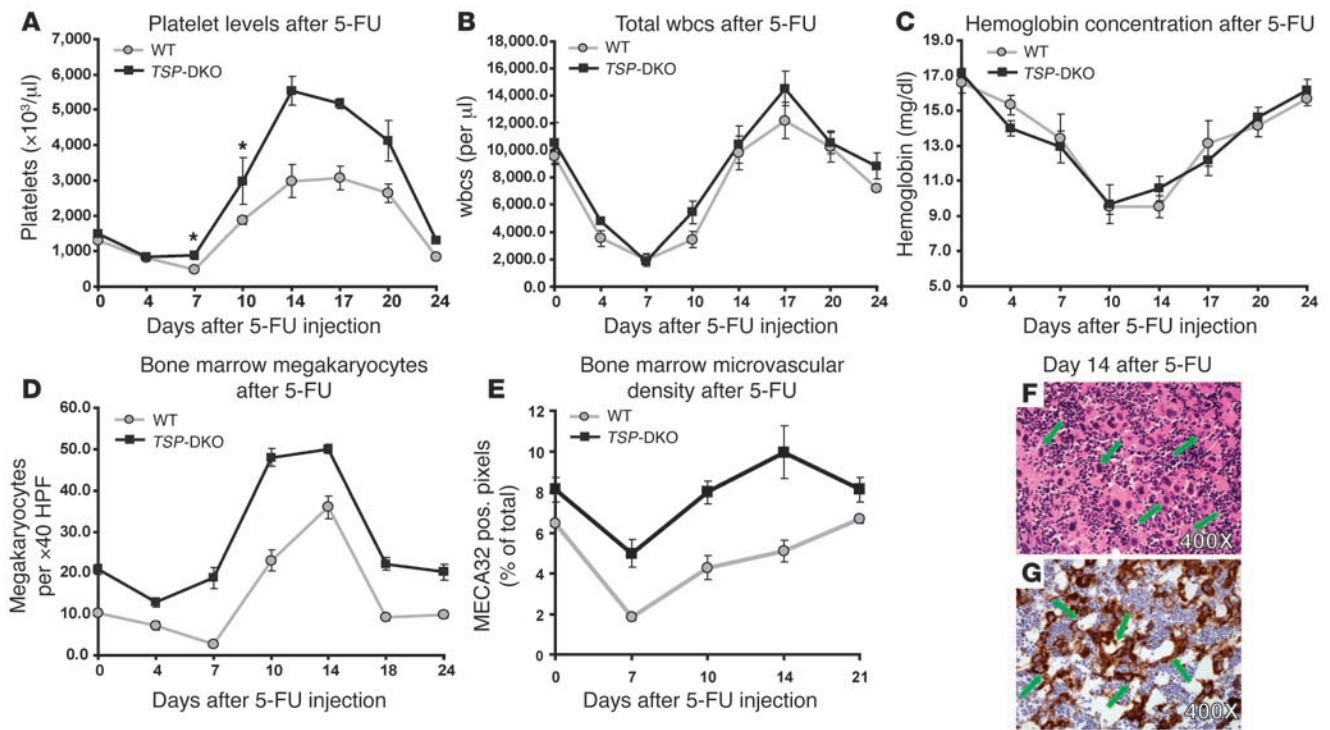 A
Platelet levels after 5-FU
WT
TSP-DKO
Platelets (×10³/µl)
7,000
6,000
5,000
4,000
3,000
2,000
1,000
0.0
*
*
0 4 7 10 14 17 20 24
Days after 5-FU injection
B
Total wbcs after 5-FU
WT
TSP-DKO
wbcs (per µl)
18,000.0
16,000.0
14,000.0
12,000.0
10,000.0
8,000.0
6,000.0
4,000.0
2,000.0
0.0
0 4 7 10 14 17 20 24
Days after 5-FU injection
C
Hemoglobin concentration after 5-FU
WT
TSP-DKO
Hemoglobin (mg/dl)
19.0
17.0
15.0
13.0
11.0
9.0
7.0
5.0
0 4 7 10 14 17 20 24
Days after 5-FU injection
D
Bone marrow megakaryocytes
after 5-FU
WT
TSP-DKO
Megakaryocytes
per ×40 HPF
60.0
50.0
40.0
30.0
20.0
10.0
0.0
0 4 7 10 14 18 24
Days after 5-FU injection
E
Bone marrow microvascular
density after 5-FU
WT
TSP-DKO
MECA32 pos. pixels
(% of total)
12
10
8
6
4
2
0
0 7 10 14 21
Days after 5-FU injection
Day 14 after 5-FU
F
400X
G
400X